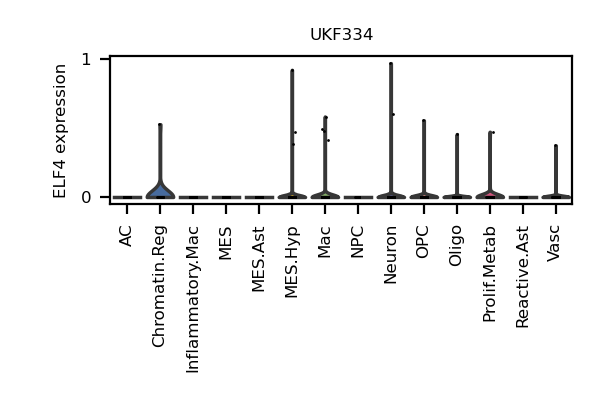 UKF334
ELF4 expression
1
0
AC
Chromatin.Reg
Inflammatory.Mac
MES
MES.Ast
MES.Hyp
Mac
NPC
Neuron
OPC
Oligo
Prolif.Metab
Reactive.Ast
Vasc